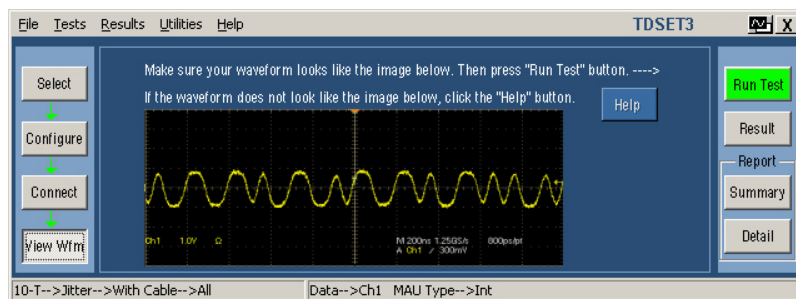 File Tests Results Utilities Help TDSET3 X
Select
Configure
Connect
View Wfm
Make sure your waveform looks like the image below. Then press "Run Test" button. ---->
If the waveform does not look like the image below, click the "Help" button.
Help
Ch1 1.0V Ω
M 200ns 1.25GS/s 800ps/pt
A Ch1 / 300mV
Run Test
Result
Report
Summary
Detail
10-T-->Jitter-->With Cable-->All Data-->Ch1 MAU Type-->Int